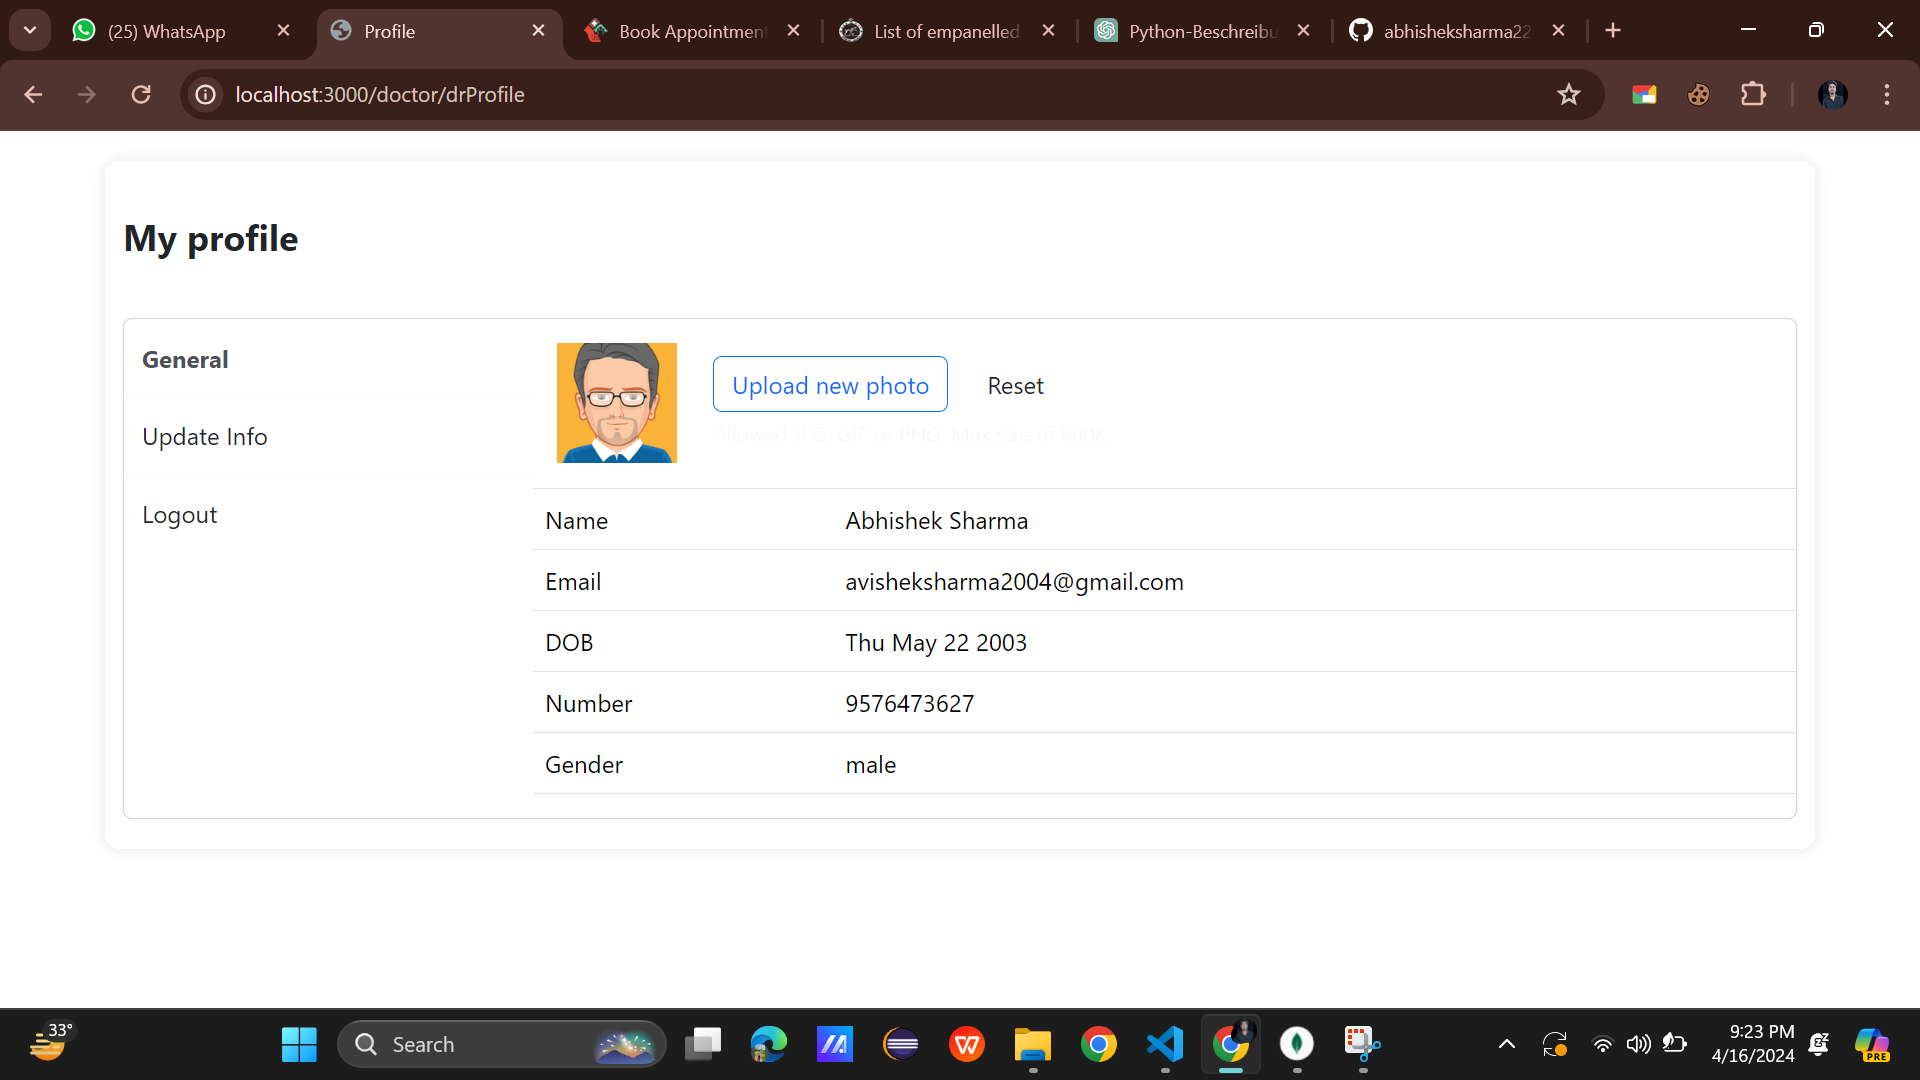 (25) WhatsApp
Profile
Book Appointment
List of empanelled
Python-Beschreibu
abhisheksharma22
localhost:3000/doctor/drProfile
My profile
General
Update Info
Logout
Upload new photo
Reset
Allowed JPG, GIF or PNG. Max size of 800K
Name Abhishek Sharma
Email avisheksharma2004@gmail.com
DOB Thu May 22 2003
Number 9576473627
Gender male
33°
Search
9:23 PM
4/16/2024
PRE